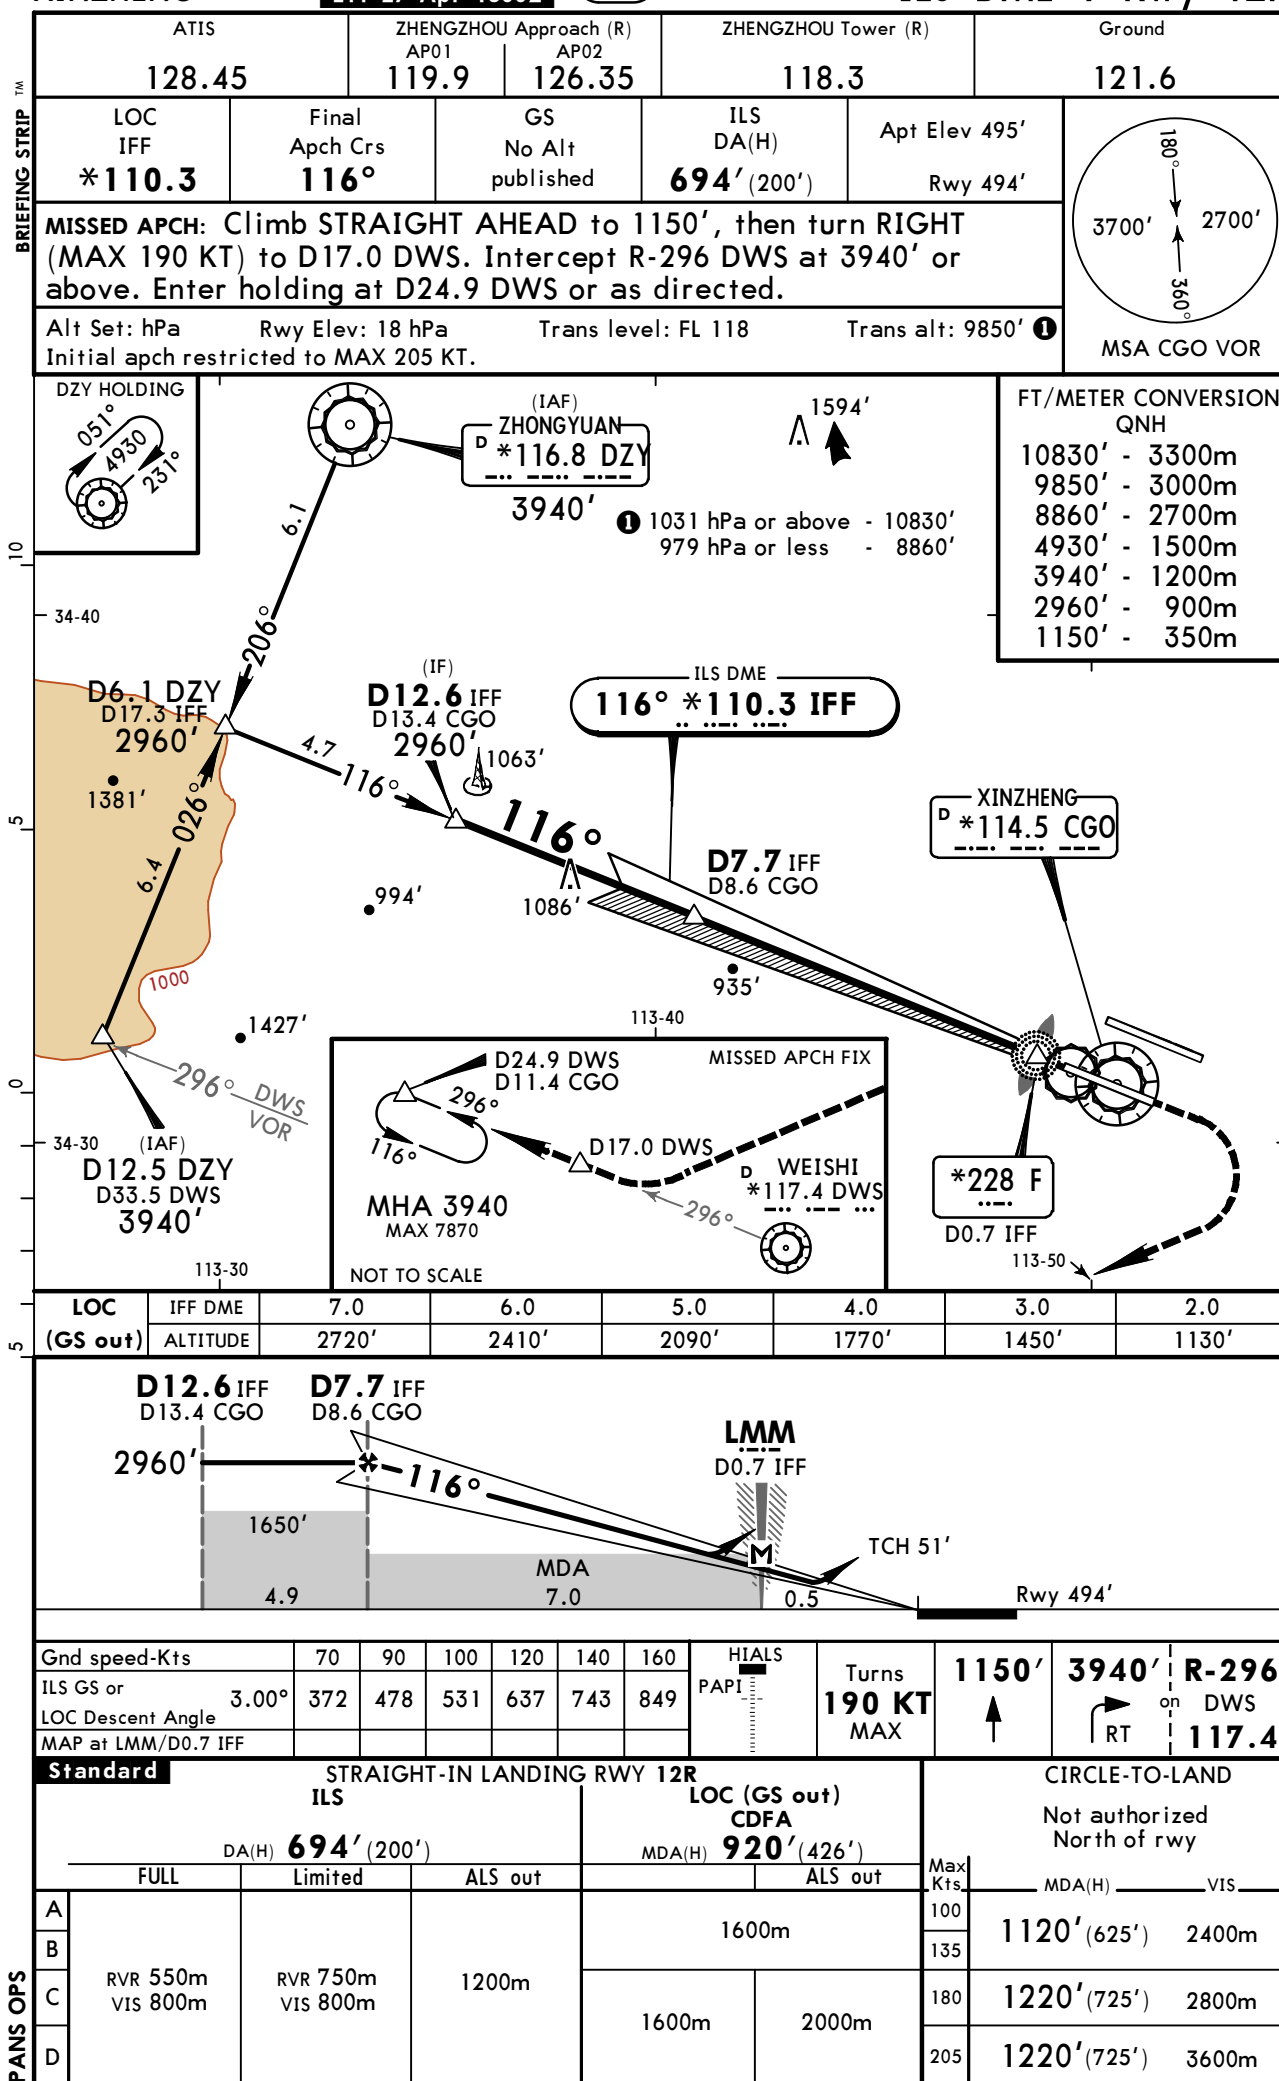 ATIS
128.45
ZHENGZHOU Approach (R)
AP01
119.9
AP02
126.35
ZHENGZHOU Tower (R)
118.3
Ground
121.6
BRIEFING STRIP TM
LOC
IFF
*110.3
Final
Apch Crs
116°
GS
No Alt
published
ILS
DA(H)
694'(200')
Apt Elev 495'
Rwy 494'
180°
3700'
2700'
360°
MSA CGO VOR
MISSED APCH: Climb STRAIGHT AHEAD to 1150', then turn RIGHT
(MAX 190 KT) to D17.0 DWS. Intercept R-296 DWS at 3940' or
above. Enter holding at D24.9 DWS or as directed.
Alt Set: hPa Rwy Elev: 18 hPa Trans level: FL 118 Trans alt: 9850' 1
Initial apch restricted to MAX 205 KT.
DZY HOLDING
051°
4930
231°
(IAF)
ZHONGYUAN
D *116.8 DZY
3940'
1594'
1 1031 hPa or above - 10830'
979 hPa or less - 8860'
FT/METER CONVERSION
QNH
10830' - 3300m
9850' - 3000m
8860' - 2700m
4930' - 1500m
3940' - 1200m
2960' - 900m
1150' - 350m
10
34-40
6.1
206°
D6.1 DZY
D17.3 IFF
2960'
1381'
026°
6.4
4.7
116°
(IF)
D12.6 IFF
D13.4 CGO
2960'
1063'
116°
ILS DME
116° *110.3 IFF
5
1086'
994'
D7.7 IFF
D8.6 CGO
935'
XINZHENG
D *114.5 CGO
1000
1427'
113-40
0
296° DWS
VOR
34-30
(IAF)
D12.5 DZY
D33.5 DWS
3940'
113-30
MISSED APCH FIX
D24.9 DWS
D11.4 CGO
296°
116°
D17.0 DWS
MHA 3940
MAX 7870
WEISHI
D *117.4 DWS
296°
NOT TO SCALE
*228 F
D0.7 IFF
113-50
5
LOC
(GS out)
IFF DME 7.0 6.0 5.0 4.0 3.0 2.0
ALTITUDE 2720' 2410' 2090' 1770' 1450' 1130'
D12.6 IFF
D13.4 CGO
D7.7 IFF
D8.6 CGO
2960'
116°
LMM
D0.7 IFF
M
TCH 51'
1650'
MDA
4.9
7.0
0.5
Rwy 494'
Gnd speed-Kts 70 90 100 120 140 160
ILS GS or
LOC Descent Angle 3.00° 372 478 531 637 743 849
MAP at LMM/D0.7 IFF
HIALS
PAPI
Turns
190 KT
MAX
1150'
3940'
RT
on
R-296
DWS
117.4
Standard
STRAIGHT-IN LANDING RWY 12R
ILS
DA(H) 694'(200')
LOC (GS out)
CDFA
MDA(H) 920'(426')
CIRCLE-TO-LAND
Not authorized
North of rwy
FULL Limited ALS out ALS out
Max
Kts
MDA(H) VIS
PANS OPS
A
B
C
D
RVR 550m
VIS 800m
RVR 750m
VIS 800m
1200m
1600m
1600m
2000m
100
135
1120'(625') 2400m
180 1220'(725') 2800m
205 1220'(725') 3600m